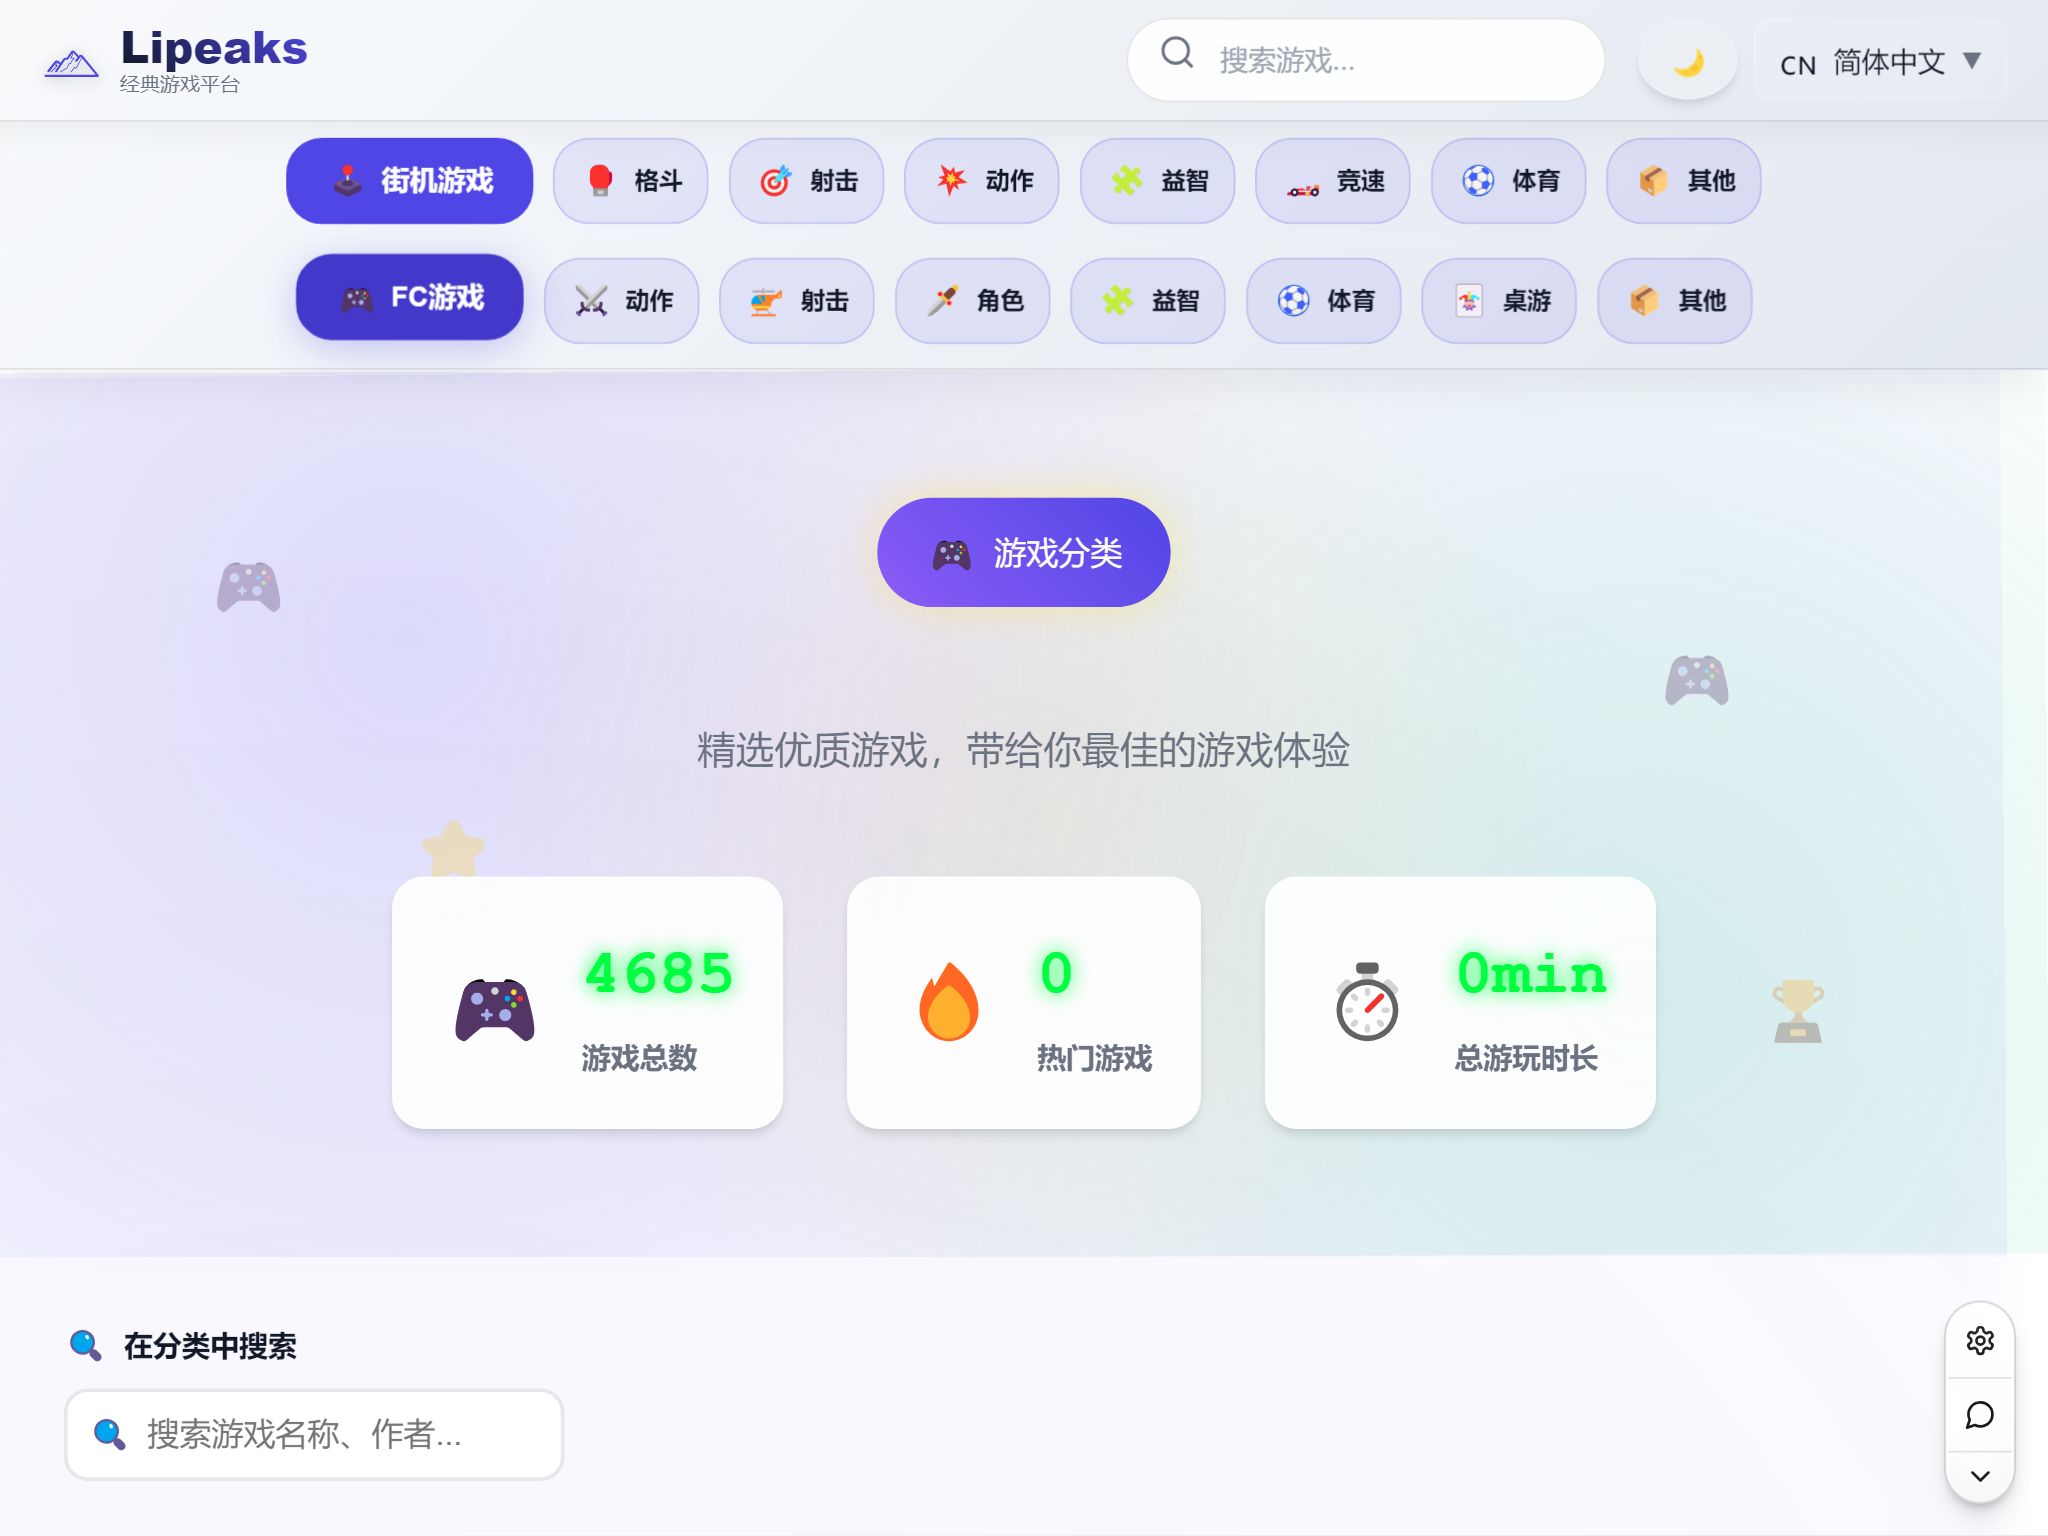 Lipeaks
经典游戏平台
搜索游戏...
CN 简体中文 ▼
街机游戏 格斗 射击 动作 益智 竞速 体育 其他
FC游戏 动作 射击 角色 益智 体育 桌游 其他
游戏分类
精选优质游戏，带给你最佳的游戏体验
4685
游戏总数
0
热门游戏
0min
总游玩时长
在分类中搜索
搜索游戏名称、作者...